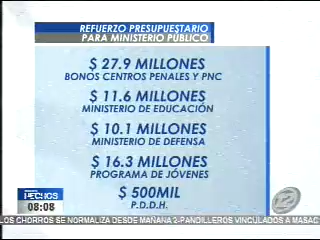 REFUERZO PRESUPUESTARIO
PARA MINISTERIO PÚBLICO
$ 27.9 MILLONES
BONOS CENTROS PENALES Y PNC
$ 11.6 MILLONES
MINISTERIO DE EDUCACIÓN
$ 10.1 MILLONES
MINISTERIO DE DEFENSA
$ 16.3 MILLONES
PROGRAMA DE JÓVENES
$ 500MIL
P.D.D.H.
HECHOS
12
08:08
LOS CHORROS SE NORMALIZA DESDE MAÑANA 2-PANDILLEROS VINCULADOS A MASAC